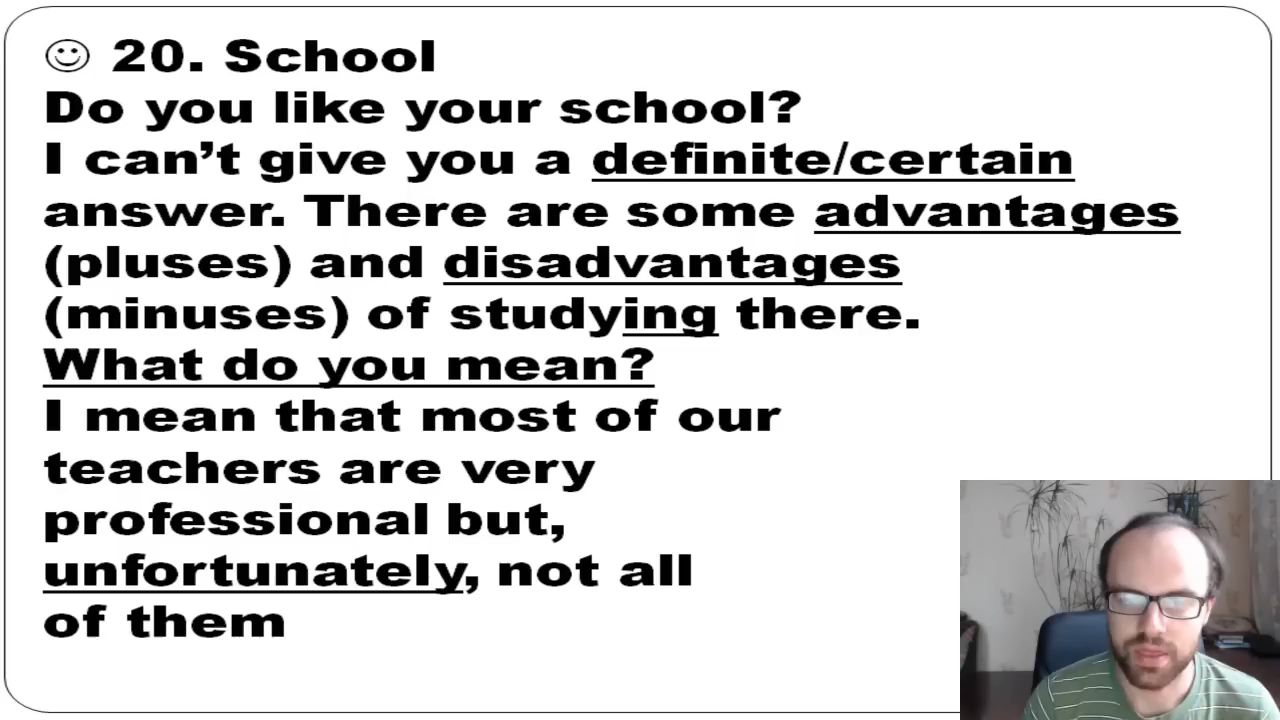 ☺ 20. School
Do you like your school?
I can’t give you a definite/certain
answer. There are some advantages
(pluses) and disadvantages
(minuses) of studying there.
What do you mean?
I mean that most of our
teachers are very
professional but,
unfortunately, not all
of them